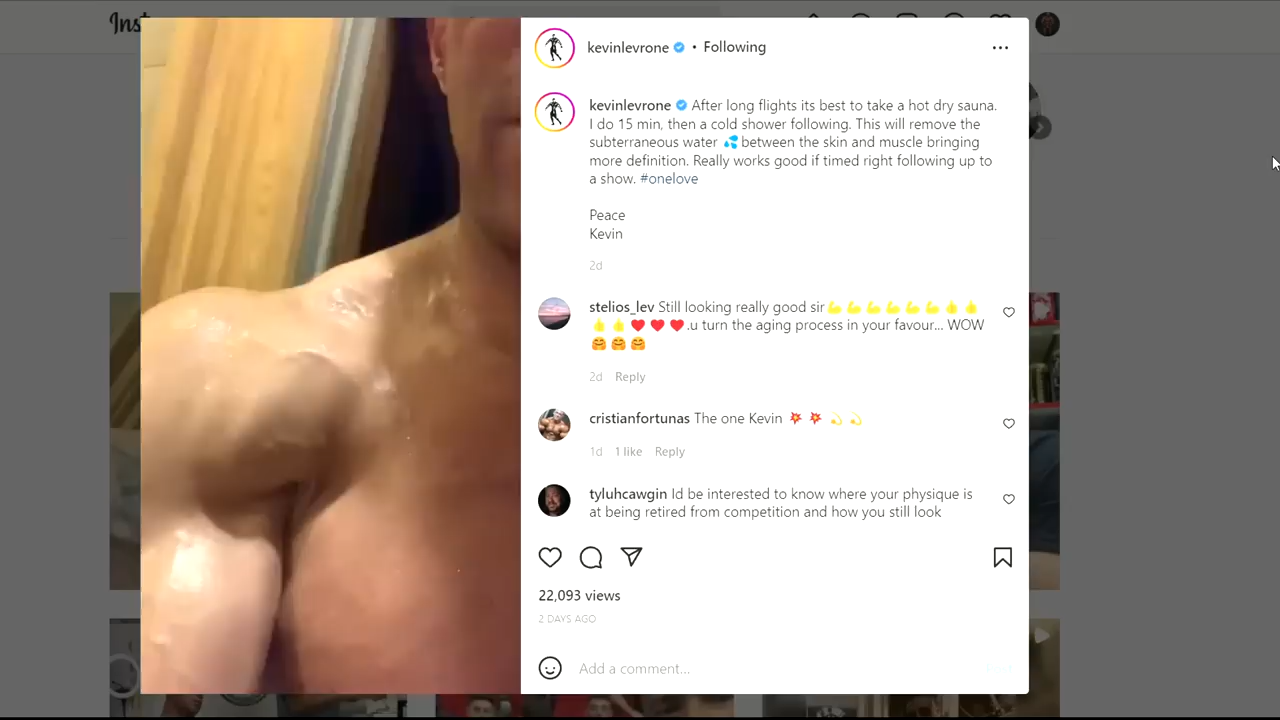 Inst
kevinlevrone • Following
kevinlevrone After long flights its best to take a hot dry sauna.
I do 15 min, then a cold shower following. This will remove the
subterraneous water 💦 between the skin and muscle bringing
more definition. Really works good if timed right following up to
a show. #onelove
Peace
Kevin
2d
stelios_lev Still looking really good sir💪💪💪💪💪💪👍👍
👍👍❤️❤️❤️.u turn the aging process in your favour... WOW
🤗🤗🤗
2d Reply
cristianfortunas The one Kevin 💥💥💫💫
1d 1 like Reply
tyluhcawgin Id be interested to know where your physique is
at being retired from competition and how you still look
22,093 views
2 DAYS AGO
Add a comment...